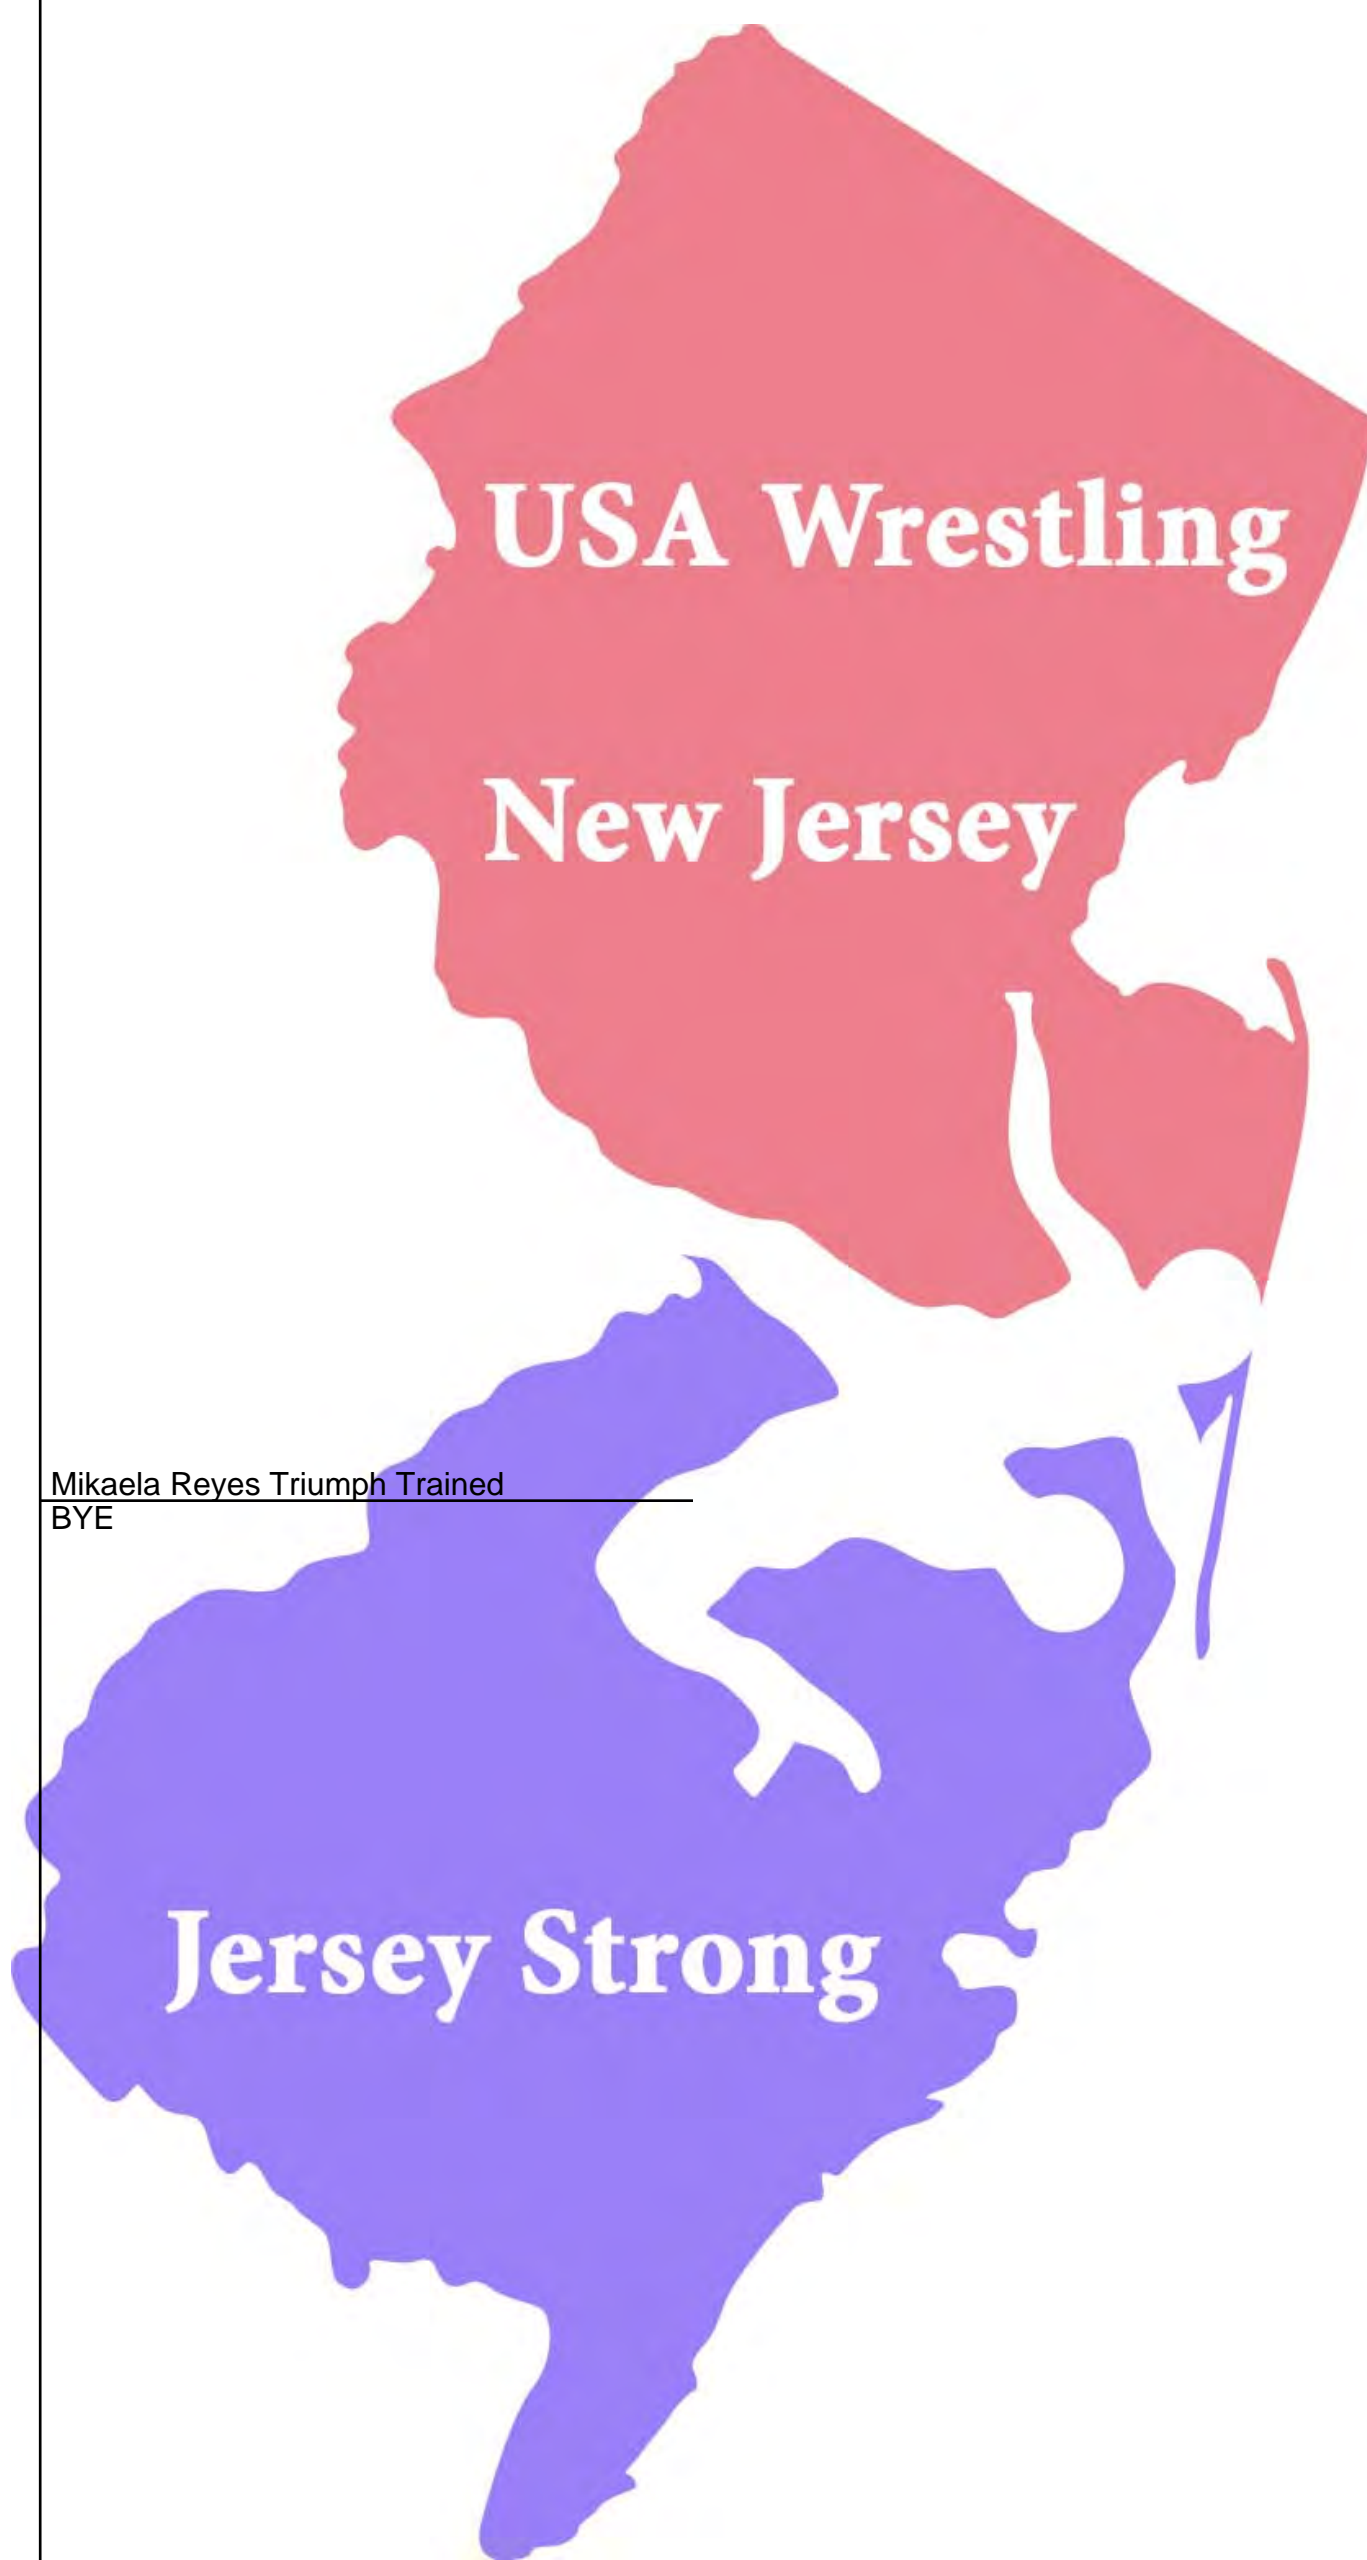 USA Wrestling
New Jersey
Mikaela Reyes Triumph Trained
BYE
Jersey Strong